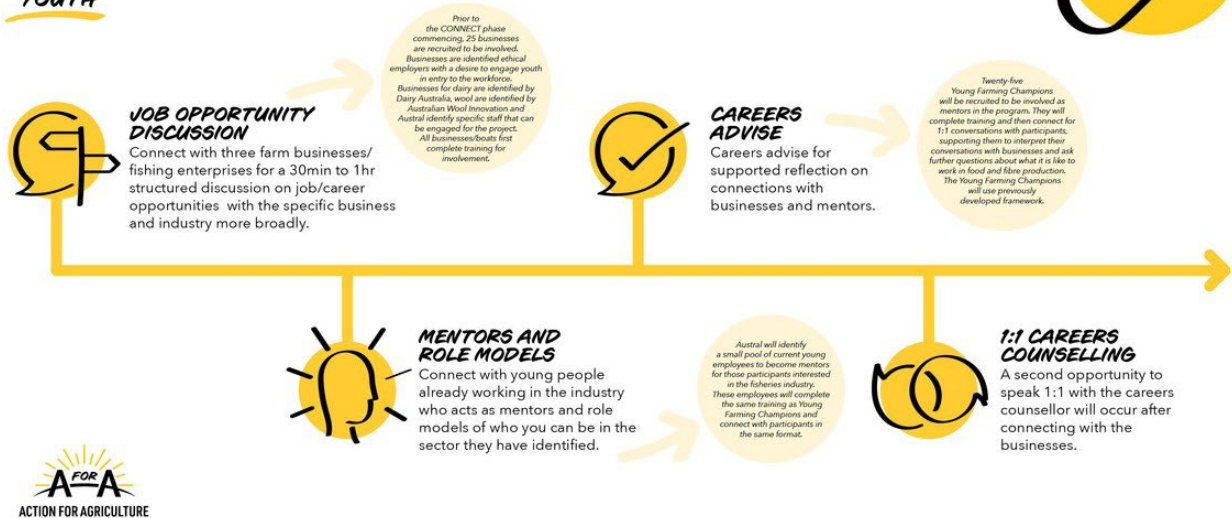 YOUTH
JOB OPPORTUNITY
DISCUSSION
Connect with three farm businesses/
fishing enterprises for a 30min to 1hr
structured discussion on job/career
opportunities with the specific business
and industry more broadly.
Prior to
the CONNECT phase
commencing, 25 businesses
are recruited to be involved.
Businesses are identified ethical
employers with a desire to engage youth
in entry to the workforce.
Businesses for dairy are identified by
Dairy Australia, wool are identified by
Australian Wool Innovation and
Austral identify specific staff that can
be engaged for the project.
All businesses/boats first
complete training for
involvement.
CAREERS
ADVISE
Careers advise for
supported reflection on
connections with
businesses and mentors.
Twenty-five
Young Farming Champions
will be recruited to be involved as
mentors in the program. They will
complete training and then connect for
1:1 conversations with participants,
supporting them to interpret their
conversations with businesses and ask
further questions about what it is like to
work in food and fibre production.
The Young Farming Champions
will use previously
developed framework.
MENTORS AND
ROLE MODELS
Connect with young people
already working in the industry
who acts as mentors and role
models of who you can be in the
sector they have identified.
Austral will identify
a small pool of current young
employees to become mentors
for those participants interested
in the fisheries industry.
These employees will complete
the same training as Young
Farming Champions and
connect with participants in
the same format.
1:1 CAREERS
COUNSELLING
A second opportunity to
speak 1:1 with the careers
counsellor will occur after
connecting with the
businesses.
A FOR A
ACTION FOR AGRICULTURE